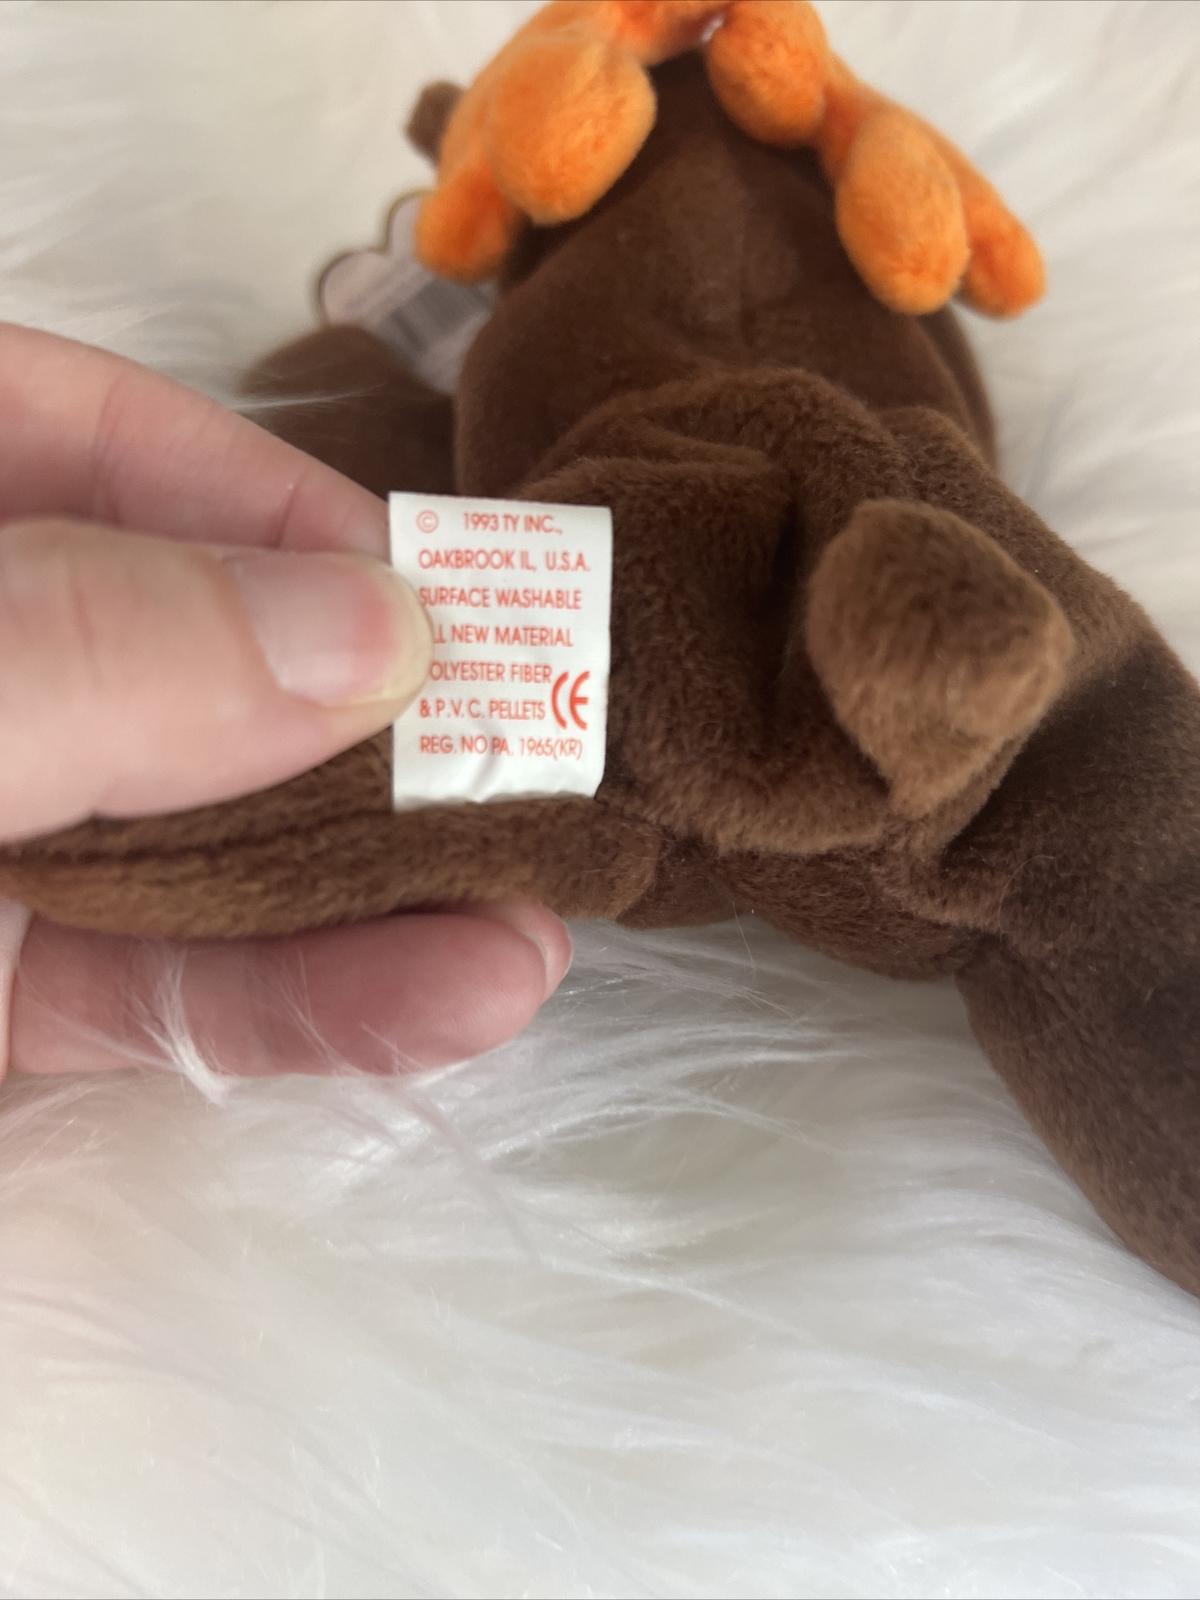 © 1993 TY INC.,
OAKBROOK IL, U.S.A.
SURFACE WASHABLE
LL NEW MATERIAL
OLYESTER FIBER
& P.V.C. PELLETS CE
REG. NO PA. 1965(KR)